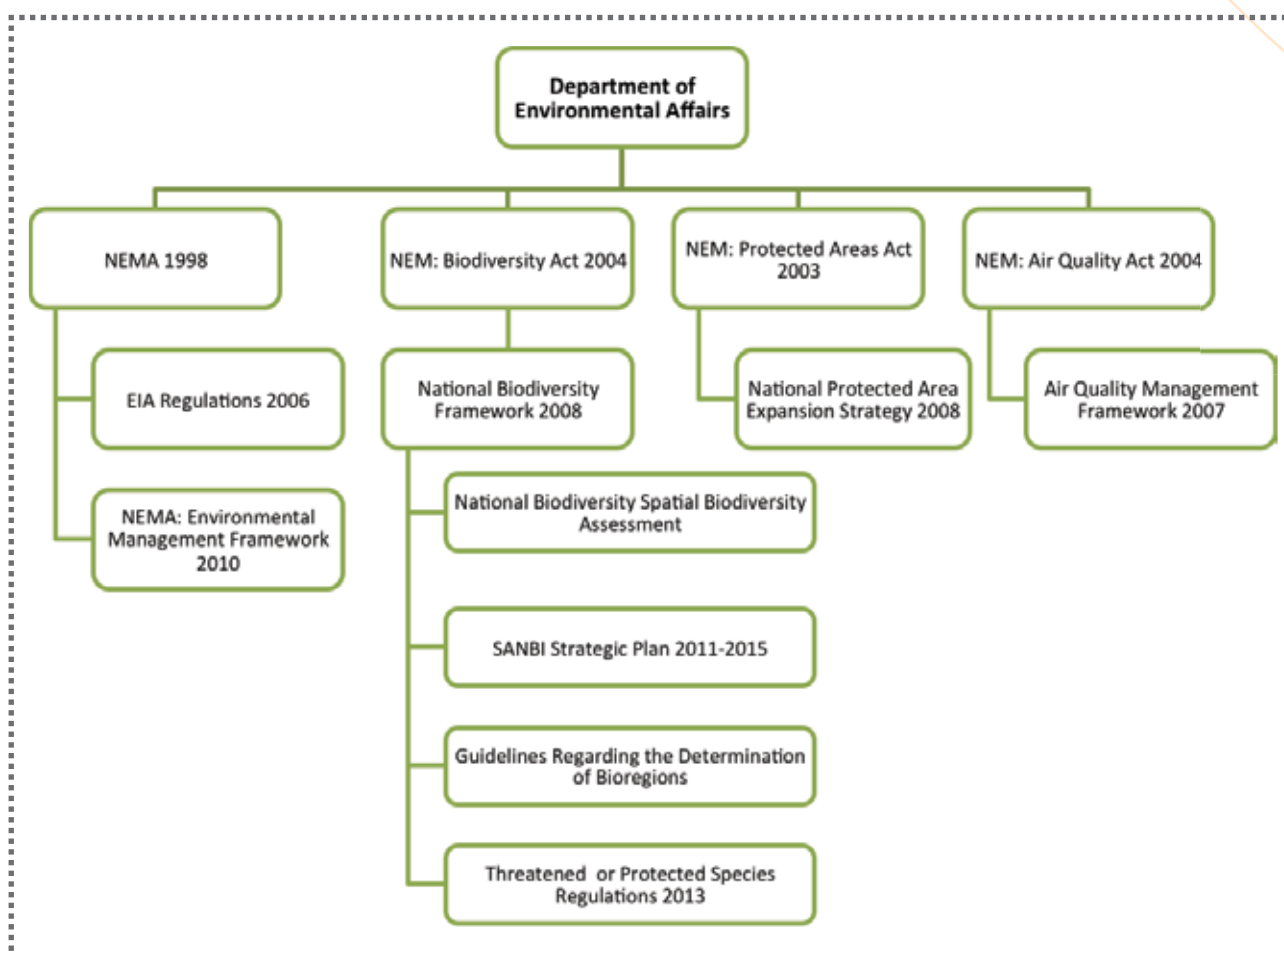 Department of
Environmental Affairs
NEMA 1998
NEM: Biodiversity Act 2004
NEM: Protected Areas Act
2003
NEM: Air Quality Act 2004
EIA Regulations 2006
National Biodiversity
Framework 2008
National Protected Area
Expansion Strategy 2008
Air Quality Management
Framework 2007
NEMA: Environmental
Management Framework
2010
National Biodiversity Spatial Biodiversity
Assessment
SANBI Strategic Plan 2011-2015
Guidelines Regarding the Determination
of Bioregions
Threatened or Protected Species
Regulations 2013